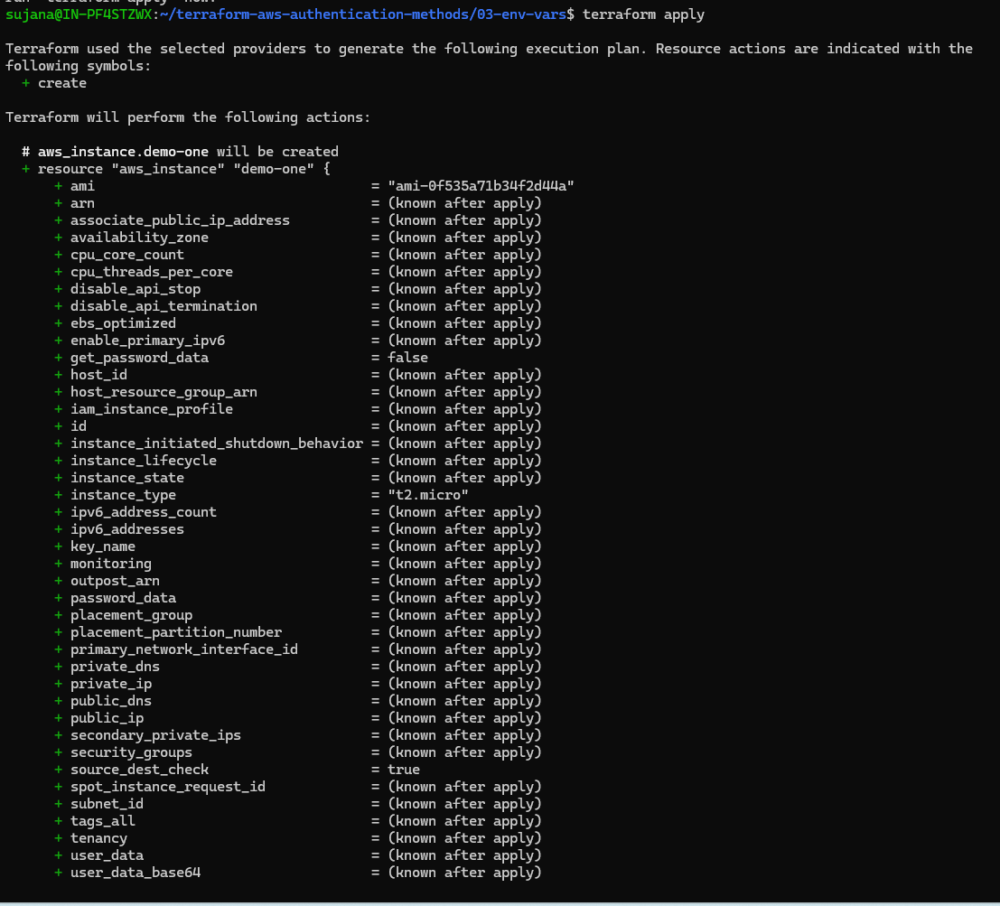 sujana@IN-PF4STZWX:~/terraform-aws-authentication-methods/03-env-vars$ terraform apply
Terraform used the selected providers to generate the following execution plan. Resource actions are indicated with the
following symbols:
+ create
Terraform will perform the following actions:
# aws_instance.demo-one will be created
+ resource "aws_instance" "demo-one" {
+ ami = "ami-0f535a71b34f2d44a"
+ arn = (known after apply)
+ associate_public_ip_address = (known after apply)
+ availability_zone = (known after apply)
+ cpu_core_count = (known after apply)
+ cpu_threads_per_core = (known after apply)
+ disable_api_stop = (known after apply)
+ disable_api_termination = (known after apply)
+ ebs_optimized = (known after apply)
+ enable_primary_ipv6 = (known after apply)
+ get_password_data = false
+ host_id = (known after apply)
+ host_resource_group_arn = (known after apply)
+ iam_instance_profile = (known after apply)
+ id = (known after apply)
+ instance_initiated_shutdown_behavior = (known after apply)
+ instance_lifecycle = (known after apply)
+ instance_state = (known after apply)
+ instance_type = "t2.micro"
+ ipv6_address_count = (known after apply)
+ ipv6_addresses = (known after apply)
+ key_name = (known after apply)
+ monitoring = (known after apply)
+ outpost_arn = (known after apply)
+ password_data = (known after apply)
+ placement_group = (known after apply)
+ placement_partition_number = (known after apply)
+ primary_network_interface_id = (known after apply)
+ private_dns = (known after apply)
+ private_ip = (known after apply)
+ public_dns = (known after apply)
+ public_ip = (known after apply)
+ secondary_private_ips = (known after apply)
+ security_groups = (known after apply)
+ source_dest_check = true
+ spot_instance_request_id = (known after apply)
+ subnet_id = (known after apply)
+ tags_all = (known after apply)
+ tenancy = (known after apply)
+ user_data = (known after apply)
+ user_data_base64 = (known after apply)